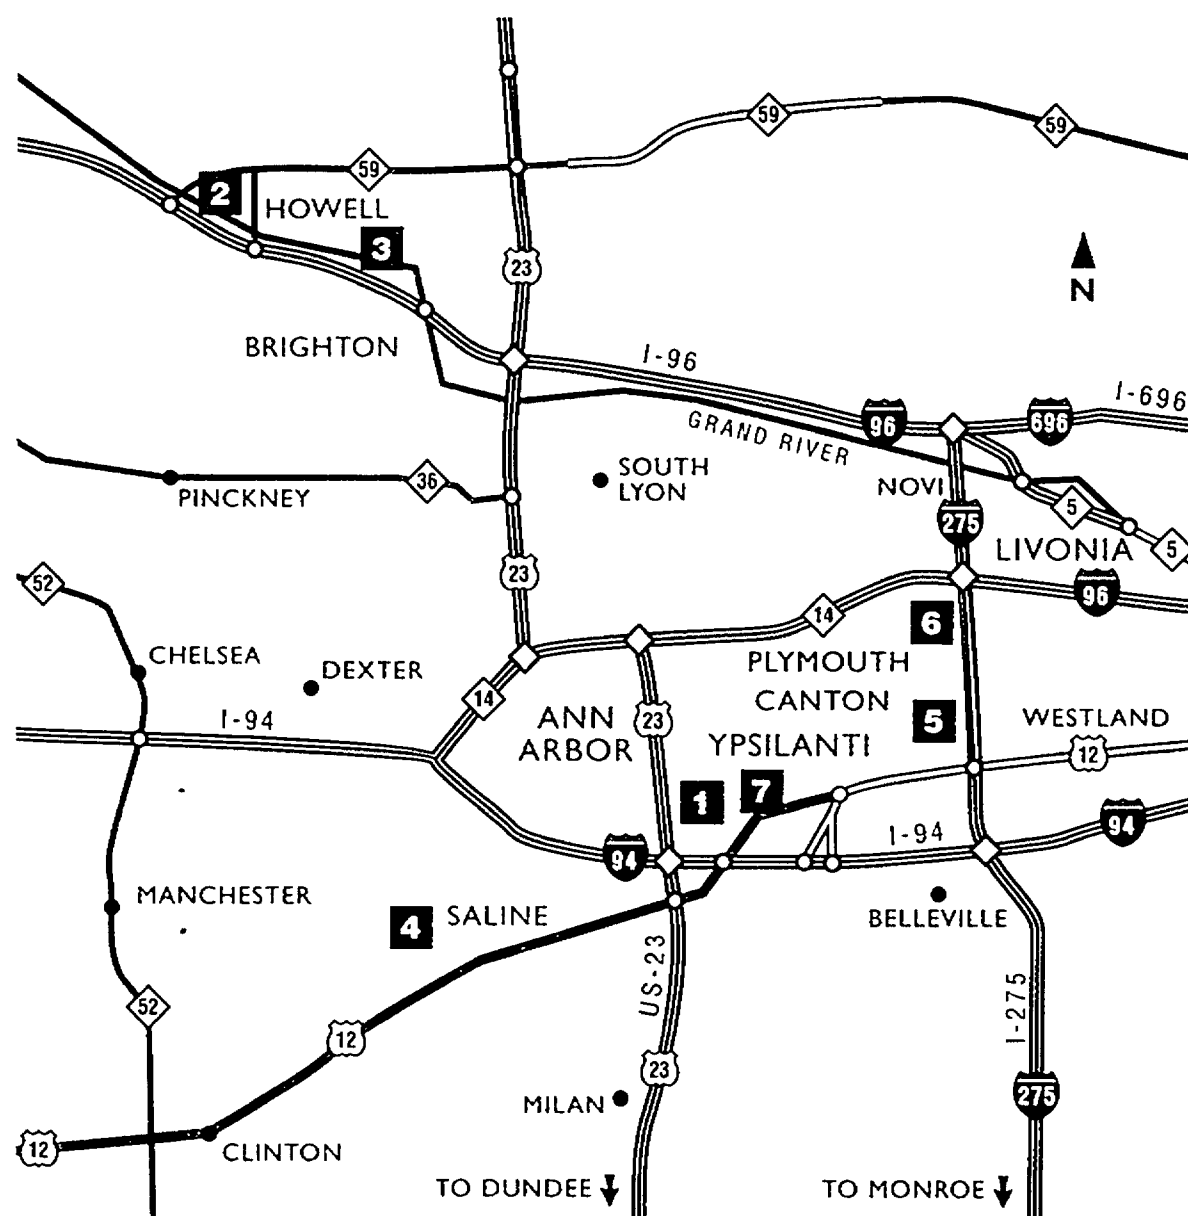 59
59
59
2
HOWELL
3
23
N
BRIGHTON
I-96
I-696
96
696
GRAND RIVER
SOUTH
LYON
36
PINCKNEY
NOVI
275
5
LIVONIA
5
23
52
96
14
6
CHELSEA
DEXTER
PLYMOUTH
CANTON
14
I-94
ANN
ARBOR
23
5
WESTLAND
YPSILANTI
12
1
7
94
I-94
94
MANCHESTER
4
SALINE
BELLEVILLE
US-23
I-275
52
12
23
275
MILAN
12
CLINTON
TO DUNDEE
TO MONROE